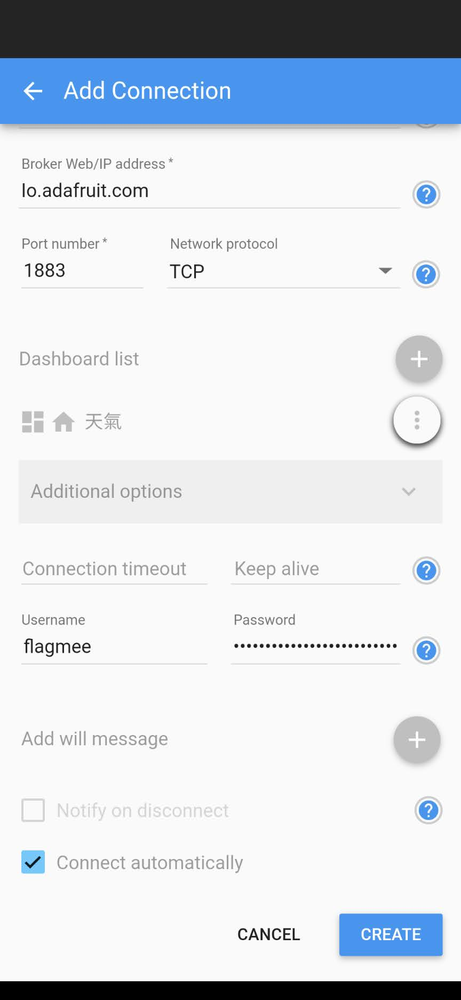 Add Connection
Broker Web/IP address *
Io.adafruit.com
Port number * Network protocol
1883 TCP
Dashboard list
天氣
Additional options
Connection timeout Keep alive
Username Password
flagmee ••••••••••••••••••••••••••
Add will message
Notify on disconnect
Connect automatically
CANCEL CREATE